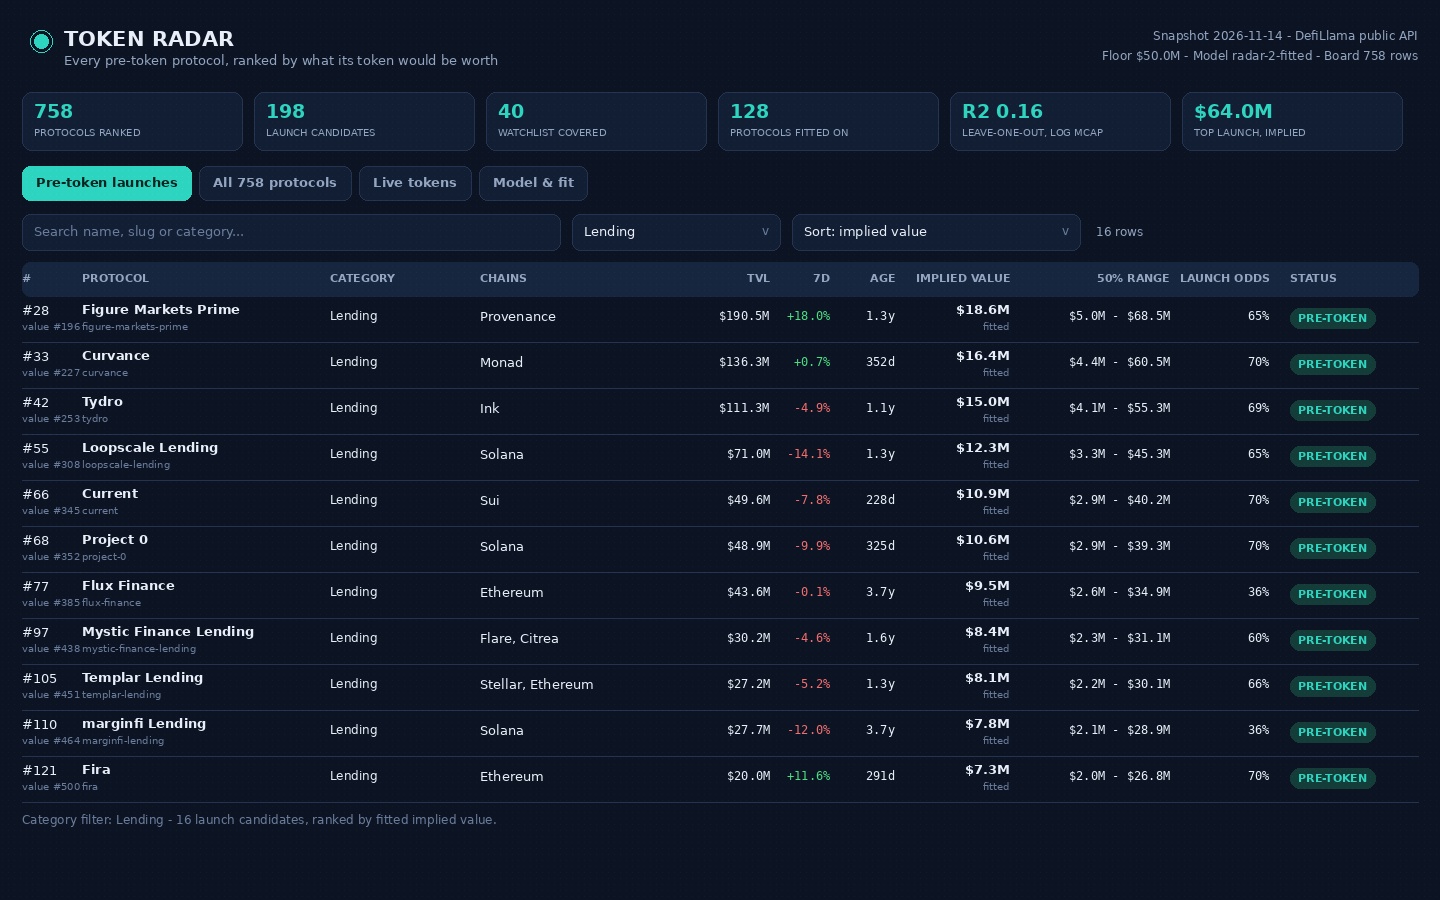 TOKEN RADAR
Every pre-token protocol, ranked by what its token would be worth
Snapshot 2026-11-14 - DefiLlama public API
Floor $50.0M - Model radar-2-fitted - Board 758 rows
758
PROTOCOLS RANKED
198
LAUNCH CANDIDATES
40
WATCHLIST COVERED
128
PROTOCOLS FITTED ON
R2 0.16
LEAVE-ONE-OUT, LOG MCAP
$64.0M
TOP LAUNCH, IMPLIED
Pre-token launches
All 758 protocols
Live tokens
Model & fit
Search name, slug or category...
Lending v
Sort: implied value v
16 rows
# PROTOCOL CATEGORY CHAINS TVL 7D AGE IMPLIED VALUE 50% RANGE LAUNCH ODDS STATUS
#28 Figure Markets Prime Lending Provenance $190.5M +18.0% 1.3y $18.6M $5.0M - $68.5M 65% PRE-TOKEN
value #196 figure-markets-prime fitted
#33 Curvance Lending Monad $136.3M +0.7% 352d $16.4M $4.4M - $60.5M 70% PRE-TOKEN
value #227 curvance fitted
#42 Tydro Lending Ink $111.3M -4.9% 1.1y $15.0M $4.1M - $55.3M 69% PRE-TOKEN
value #253 tydro fitted
#55 Loopscale Lending Lending Solana $71.0M -14.1% 1.3y $12.3M $3.3M - $45.3M 65% PRE-TOKEN
value #308 loopscale-lending fitted
#66 Current Lending Sui $49.6M -7.8% 228d $10.9M $2.9M - $40.2M 70% PRE-TOKEN
value #345 current fitted
#68 Project 0 Lending Solana $48.9M -9.9% 325d $10.6M $2.9M - $39.3M 70% PRE-TOKEN
value #352 project-0 fitted
#77 Flux Finance Lending Ethereum $43.6M -0.1% 3.7y $9.5M $2.6M - $34.9M 36% PRE-TOKEN
value #385 flux-finance fitted
#97 Mystic Finance Lending Lending Flare, Citrea $30.2M -4.6% 1.6y $8.4M $2.3M - $31.1M 60% PRE-TOKEN
value #438 mystic-finance-lending fitted
#105 Templar Lending Lending Stellar, Ethereum $27.2M -5.2% 1.3y $8.1M $2.2M - $30.1M 66% PRE-TOKEN
value #451 templar-lending fitted
#110 marginfi Lending Lending Solana $27.7M -12.0% 3.7y $7.8M $2.1M - $28.9M 36% PRE-TOKEN
value #464 marginfi-lending fitted
#121 Fira Lending Ethereum $20.0M +11.6% 291d $7.3M $2.0M - $26.8M 70% PRE-TOKEN
value #500 fira fitted
Category filter: Lending - 16 launch candidates, ranked by fitted implied value.